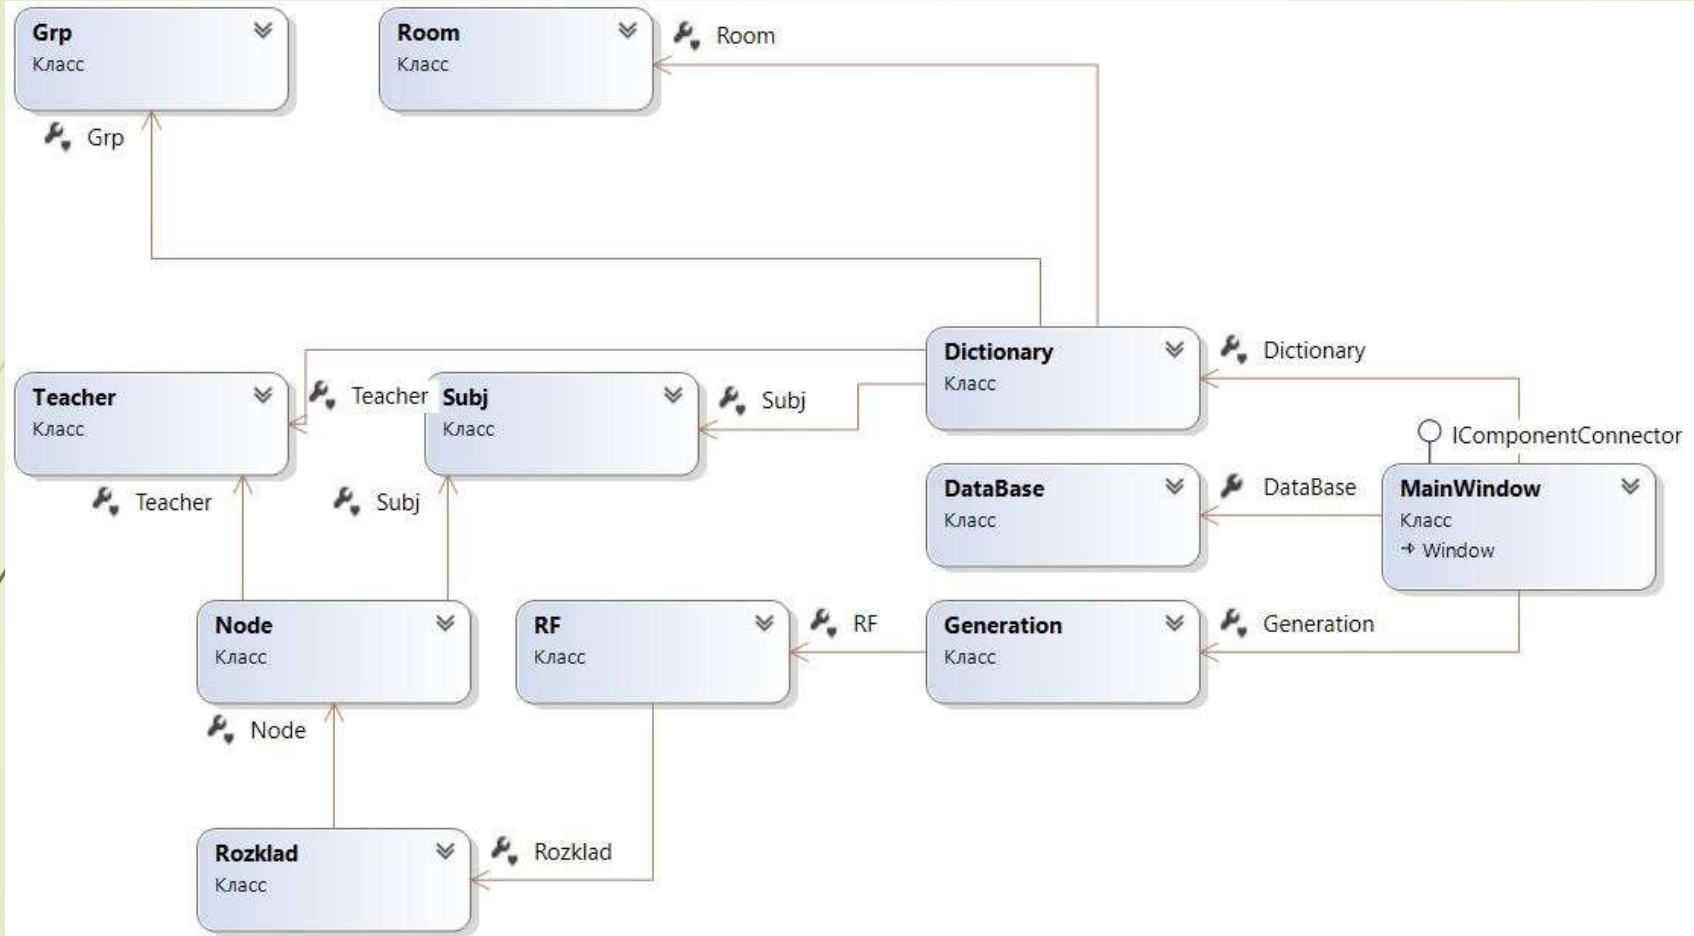 Grp
Класс
Grp
Room
Класс
Room
Dictionary
Класс
Dictionary
Teacher
Класс
Teacher
Subj
Класс
Subj
IComponentConnector
DataBase
Класс
DataBase
MainWindow
Класс
Window
Teacher
Subj
Node
Класс
RF
Класс
RF
Generation
Класс
Generation
Node
Rozklad
Класс
Rozklad